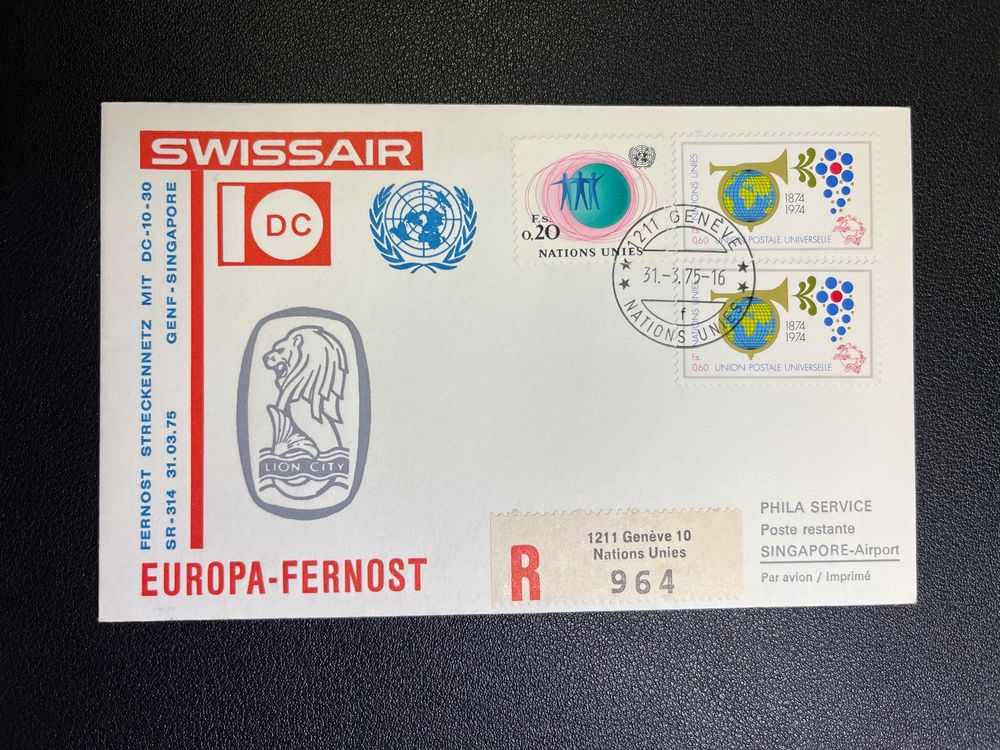 SWISSAIR
DC
FERNOST STRECKENNETZ MIT DC-10-30
GENF-SINGAPORE
SR-314 31.03.75
LION CITY
EUROPA-FERNOST
F.S.
0,20
NATIONS UNIES
NATIONS UNIES
1874
1974
0,60 UNION POSTALE UNIVERSELLE
1211 GENÈVE
31.-3.75-16
f
NATIONS UNIES
NATIONS UNIES
1874
1974
F.s.
0,60 UNION POSTALE UNIVERSELLE
R
1211 Genève 10
Nations Unies
964
PHILA SERVICE
Poste restante
SINGAPORE-Airport
Par avion / Imprimé